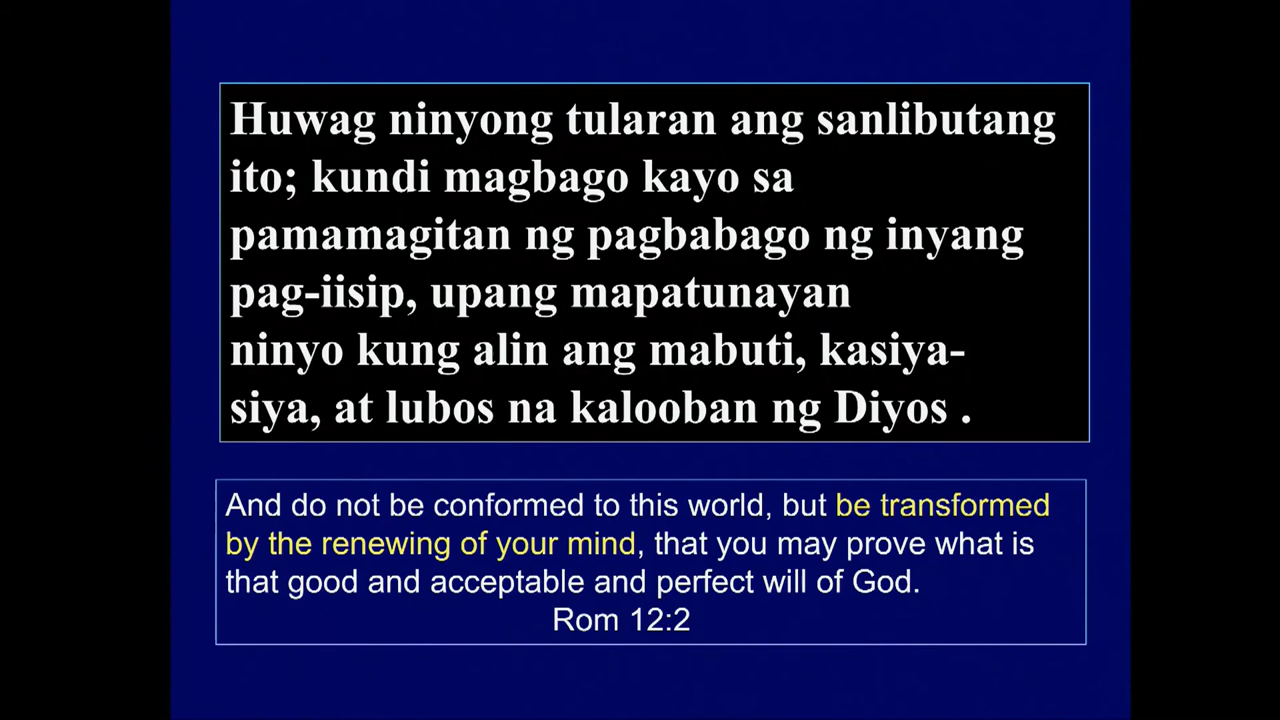 Huwag ninyong tularan ang sanlibutang
ito; kundi magbago kayo sa
pamamagitan ng pagbabago ng inyang
pag-iisip, upang mapatunayan
ninyo kung alin ang mabuti, kasiya-
siya, at lubos na kalooban ng Diyos .
And do not be conformed to this world, but be transformed
by the renewing of your mind, that you may prove what is
that good and acceptable and perfect will of God.
Rom 12:2